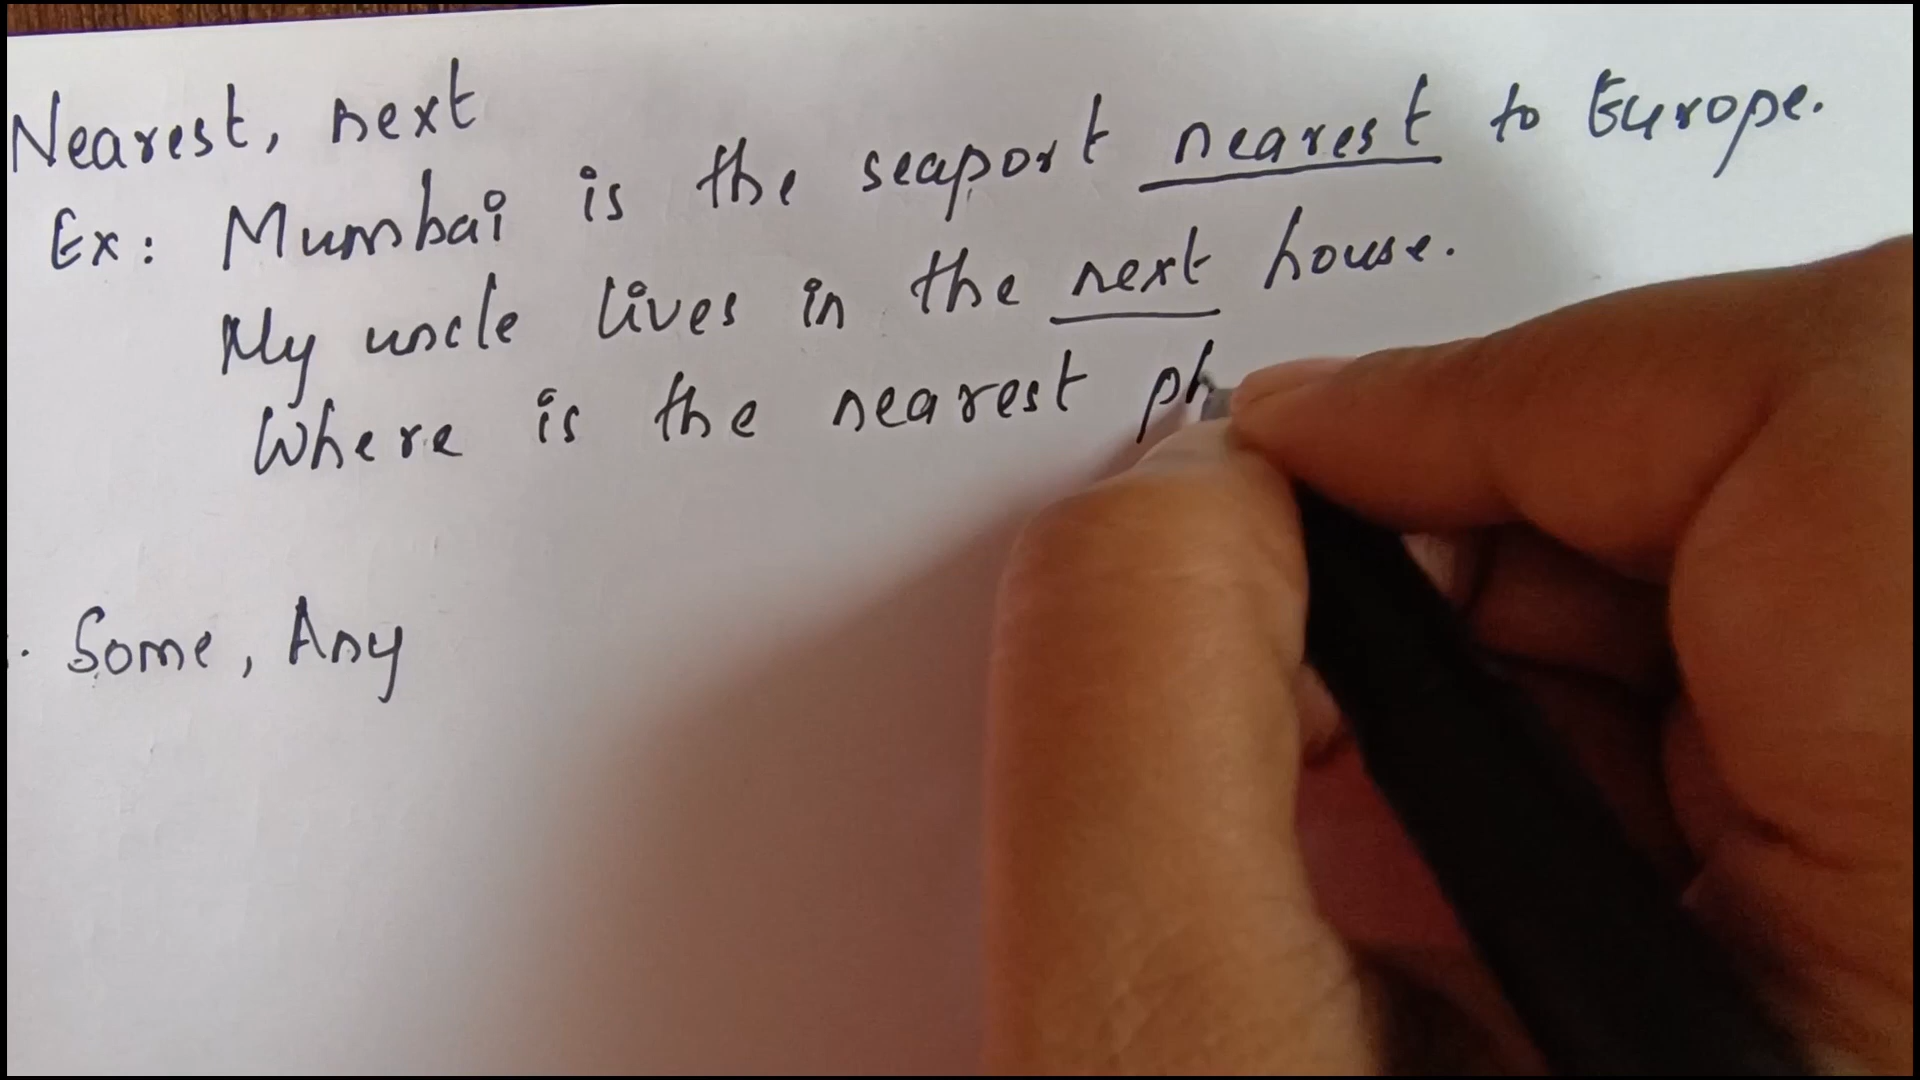 Nearest, next
Ex: Mumbai is the seaport nearest to Europe.
My uncle lives in the next house.
Where is the nearest ph
. Some, Any